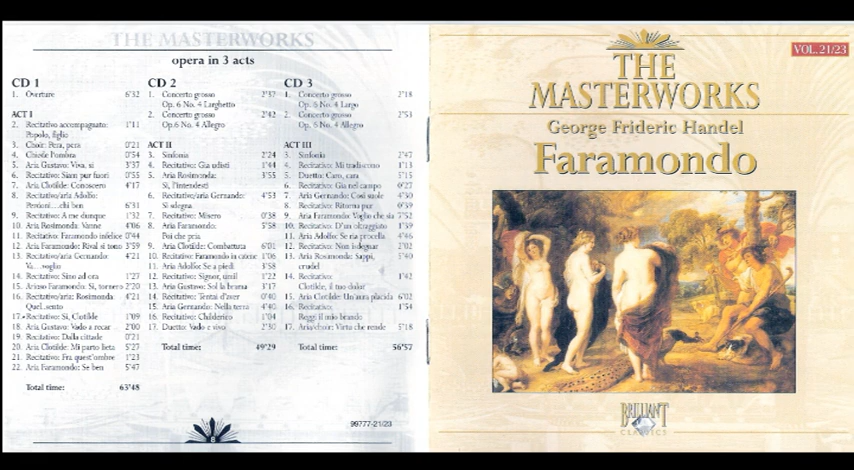 THE MASTERWORKS
opera in 3 acts
CD 1
1. Overture 6'32
ACT I
2. Recitativo accompagnato: 1'11
Popolo, figlio
3. Choir: Pera, pera 0'21
4. Chiede l'ombra 0'54
5. Aria Gustavo: Viva, si 3'37
6. Recitativo: Siam pur fuori 0'55
7. Aria Clotilde: Conoscero 4'17
8. Recitativo/aria Adolfo:
Perdoni....chi ben 6'31
9. Recitativo: A me dunque 1'32
10. Aria Rosimonda: Vanne 4'06
11. Recitativo: Faramondo infelice 0'44
12. Aria Faramondo: Rival si tono 3'59
13. Recitativo/aria Gernando: 4'21
Va....voglio
14. Recitativo: Sino ad ora 1'27
15. Arioso Faramondo: Si, tornero 2'20
16. Recitativo/aria: Rosimonda: 4'21
Quel..sento
17. Recitativo: Si, Clotilde 1'09
18. Aria Gustavo: Vado a recar 2'00
19. Recitativo: Dalla cittade 0'21
20. Aria Clotilde: Mi parto lieta 5'27
21. Recitativo: Fra quest'ombre 1'23
22. Aria Faramondo: Se ben 5'47
Total time: 63'48
CD 2
1. Concerto grosso 2'37
Op. 6 No. 4 Larghetto
2. Concerto grosso 2'42
Op.6 No. 4 Allegro
ACT II
3. Sinfonia 2'24
4. Recitativo: Gia udisti 1'44
5. Aria Rosimonda: 3'55
Si, l'intendesti
6. Recitativo/aria Gernando: 4'53
Si sdegna
7. Recitativo: Misero 0'38
8. Aria Faramondo: 5'58
Poi che pria
9. Aria Clotilde: Combattuta 6'01
10. Recitativo: Faramondo in catene 1'06
11. Aria Adolfo: Se a piedi 3'58
12. Recitativo: Signor, simil 3'22
13. Aria Gustavo: Sol la brama 3'17
14. Recitativo: Tentai d'aver 0'40
15. Aria Gernando: Nella terra 4'40
16. Recitativo: Childerico 1'04
17. Duetto: Vado e vivo 2'30
Total time: 49'29
CD 3
1. Concerto grosso 2'18
Op. 6 No. 4 Largo
2. Concerto grosso 2'53
Op. 6 No. 4 Allegro
ACT III
3. Sinfonia 2'47
4. Recitativo: Mi tradiscono 1'13
5. Duetto: Caro, cara 5'15
6. Recitativo: Gia nel campo 0'27
7. Aria Gernando: Cosi suole 4'30
8. Recitativo: Ritorna pur 0'39
9. Aria Faramondo: Voglio che sia 7'52
10. Recitativo: D'un oltraggiato 1'59
11. Aria Adolfo: Se ria procella 4'46
12. Recitativo: Non isdegnar 2'02
13. Aria Rosimonda: Sappi, 5'40
crudel
14. Recitativo: 1'42
Clotilde, il tuo dolor
15. Aria Clotilde: Un'aura placida 6'02
16. Recitativo: 1'54
Reggi il mio brando
17. Aria/choir: Virtu che rende 5'18
Total time: 56'57
99777-21/23
8
VOL. 21/23
THE
MASTERWORKS
George Frideric Handel
Faramondo
BRILLIANT
CLASSICS